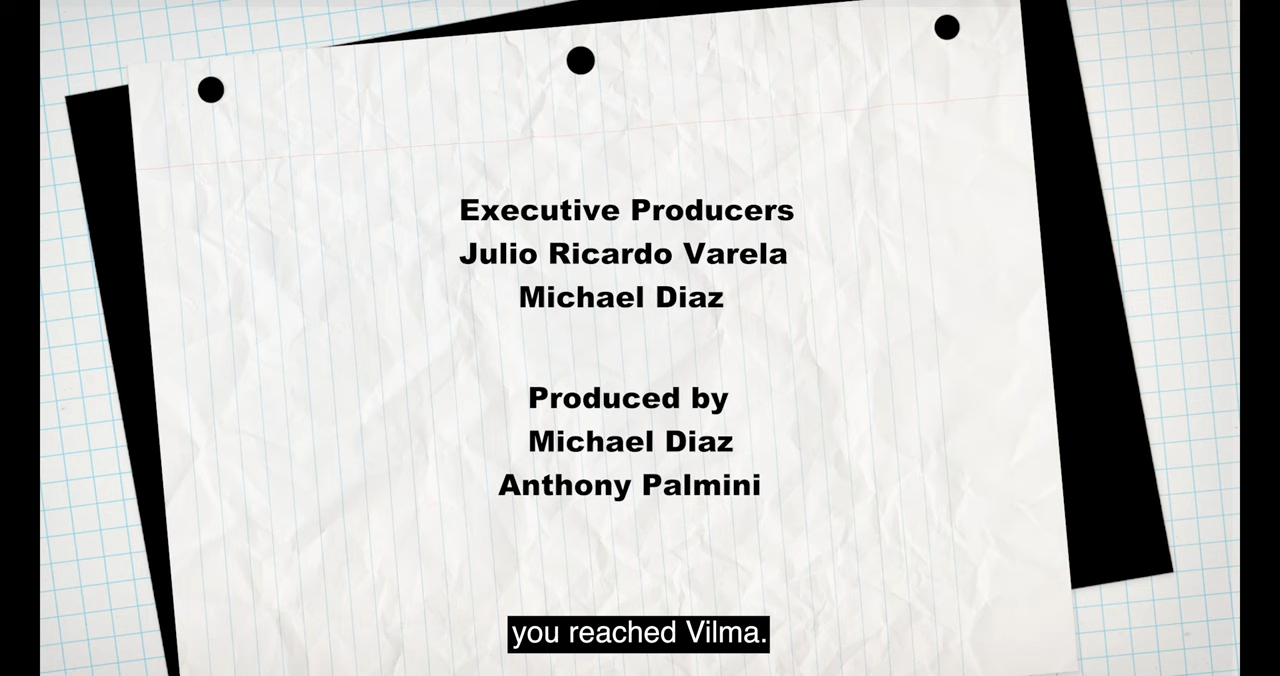 Executive Producers
Julio Ricardo Varela
Michael Diaz
Produced by
Michael Diaz
Anthony Palmini
you reached Vilma.